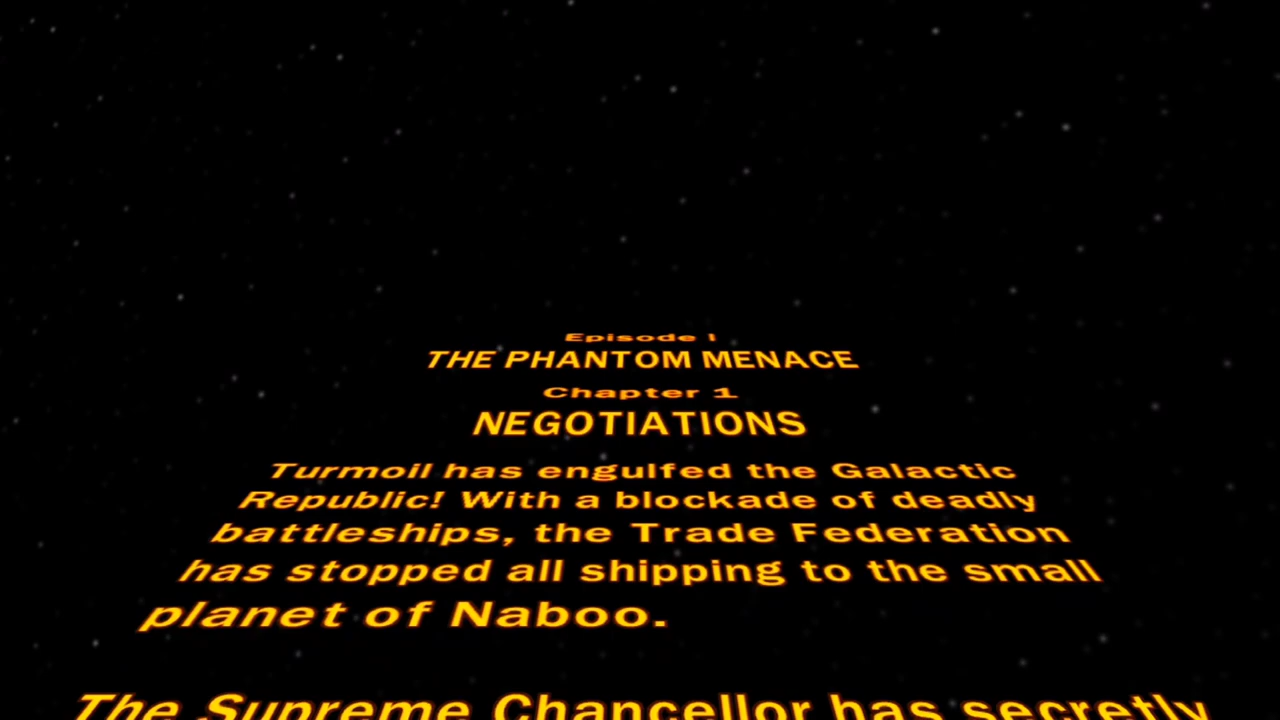 Episode I
THE PHANTOM MENACE
Chapter 1
NEGOTIATIONS
Turmoil has engulfed the Galactic
Republic! With a blockade of deadly
battleships, the Trade Federation
has stopped all shipping to the small
planet of Naboo.
The Supreme Chancellor has secretly